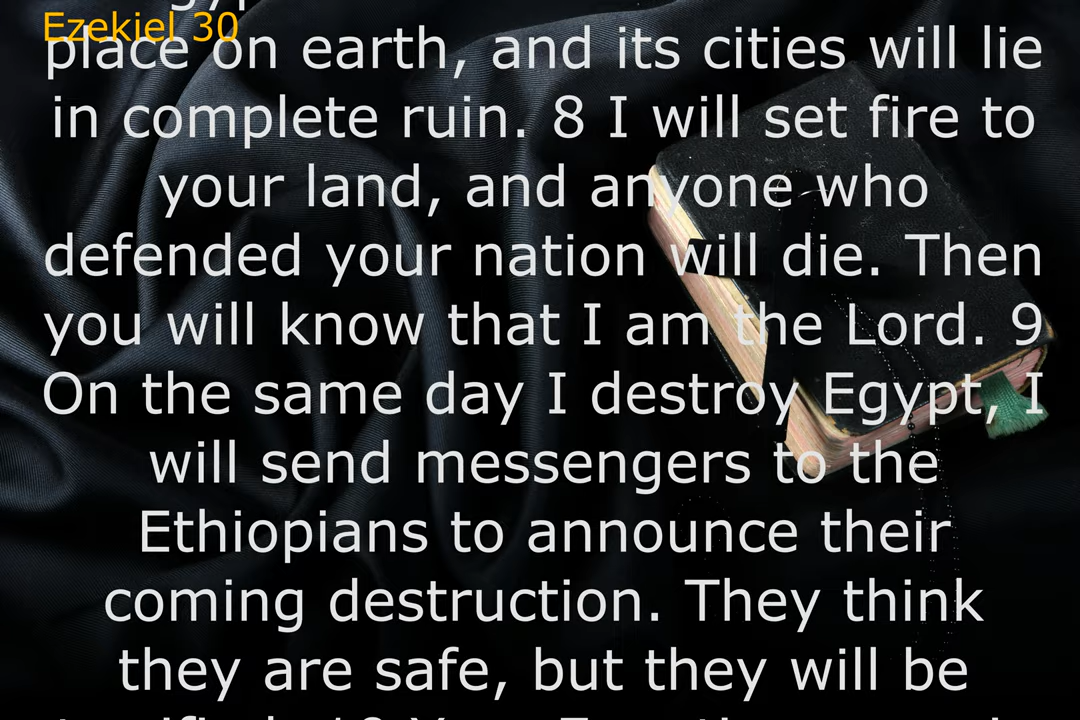 Ezekiel 30
place on earth, and its cities will lie
in complete ruin. 8 I will set fire to
your land, and anyone who
defended your nation will die. Then
you will know that I am the Lord. 9
On the same day I destroy Egypt, I
will send messengers to the
Ethiopians to announce their
coming destruction. They think
they are safe, but they will be